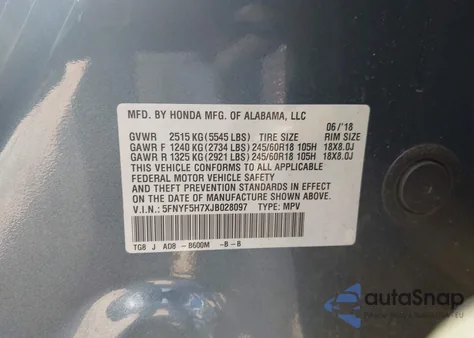 MFD. BY HONDA MFG. OF ALABAMA, LLC
06/'18
GVWR 2515 KG(5545 LBS) TIRE SIZE RIM SIZE
GAWR F 1240 KG(2734 LBS)245/60R18 105H 18X8.0J
GAWR R 1325 KG(2921 LBS)245/60R18 105H 18X8.0J
THIS VEHICLE CONFORMS TO ALL APPLICABLE
FEDERAL MOTOR VEHICLE SAFETY
AND THEFT PREVENTION STANDARDS IN EFFECT ON THE
DATE OF MANUFACTURE SHOWN ABOVE.
V.I.N.: 5FNYF5H7XJB028097 TYPE: MPV
TG8 J AD8 - B600M -B - B
autoSnap